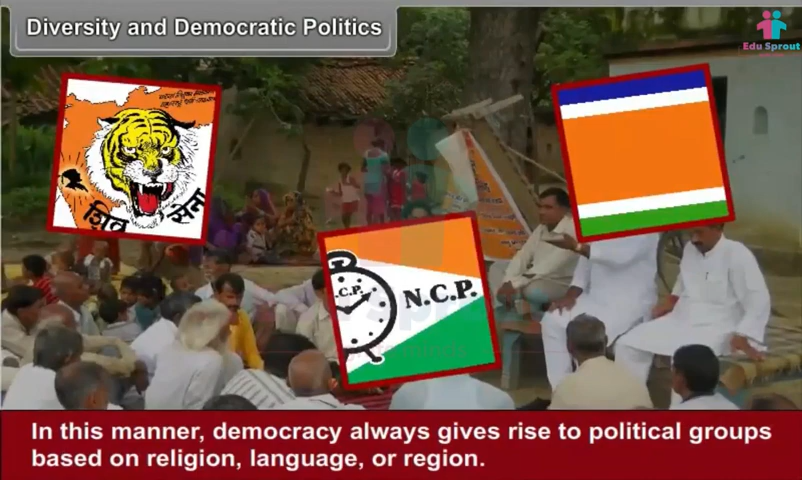 Diversity and Democratic Politics
Edu Sprout
शिव सेना
.C.P.
N.C.P.
In this manner, democracy always gives rise to political groups
based on religion, language, or region.